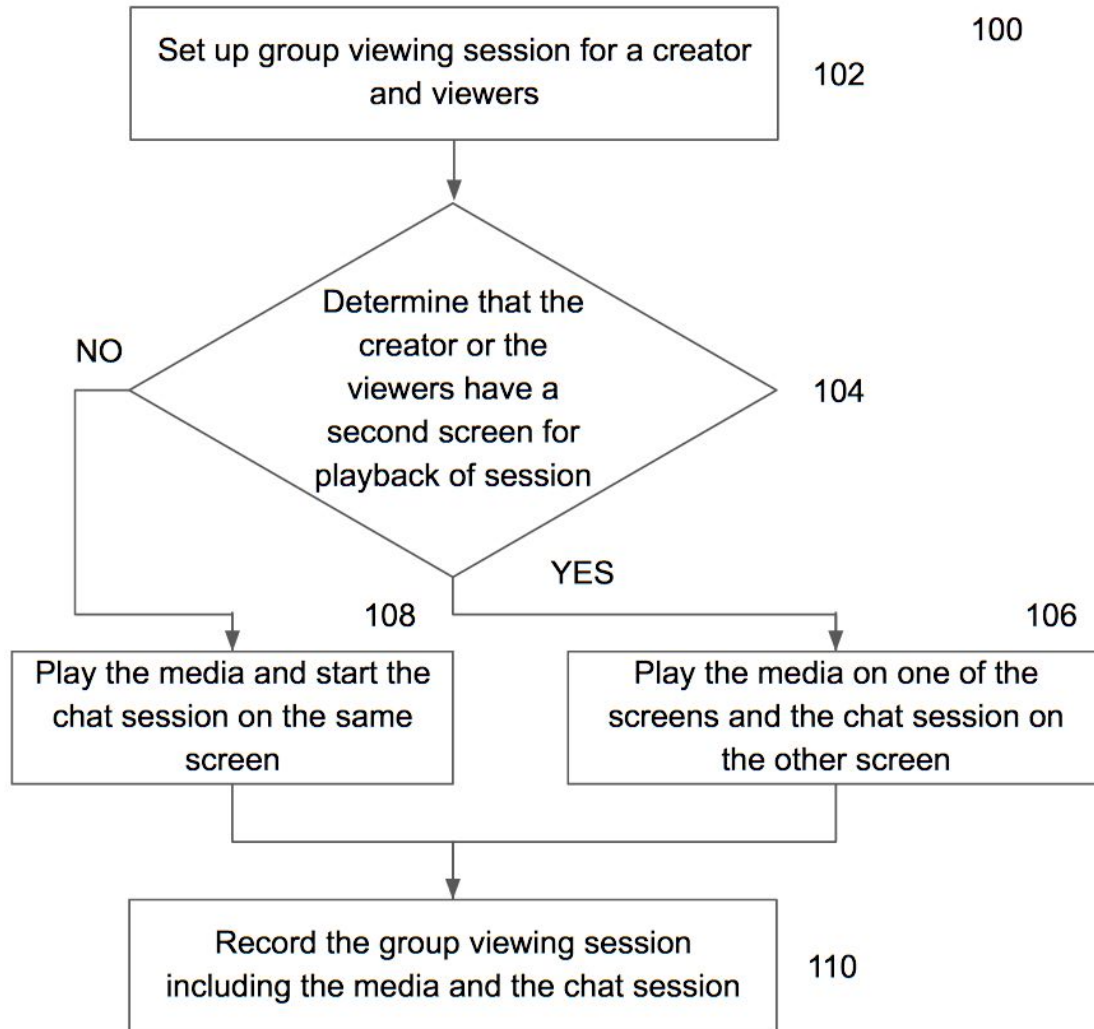 100
Set up group viewing session for a creator
and viewers
102
Determine that the
creator or the
viewers have a
second screen for
playback of session
104
NO
YES
108
106
Play the media and start the
chat session on the same
screen
Play the media on one of the
screens and the chat session on
the other screen
Record the group viewing session
including the media and the chat session
110